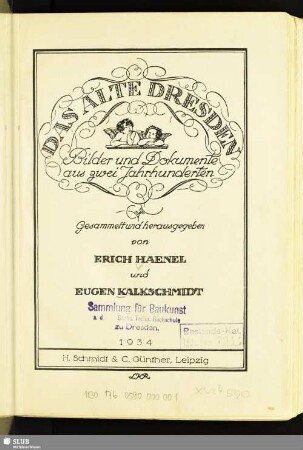 DAS ALTE DRESDEN
Bilder und Dokumente
aus zwei Jahrhunderten
Gesammelt und herausgegeben
von
ERICH HAENEL
und
EUGEN KALKSCHMIDT
Sammlung für Baukunst
a. d. Hochschule
zu Dresden.
1934
H. Schmidt & C. Günther, Leipzig
SLUB